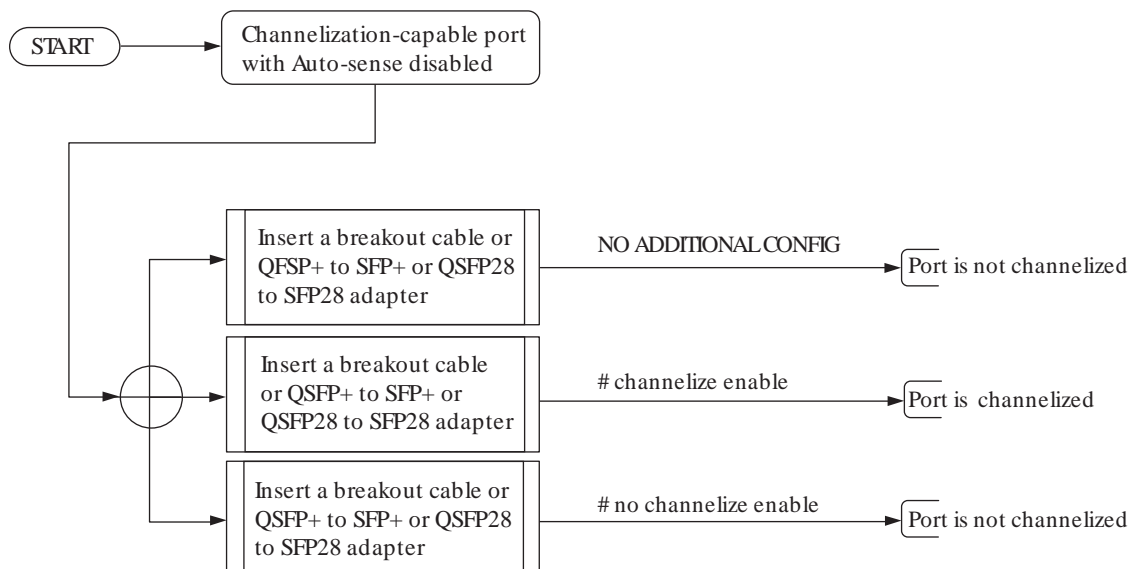 START
Channelization-capable port
with Auto-sense disabled
Insert a breakout cable or
QFSP+ to SFP+ or QSFP28
to SFP28 adapter
NO ADDITIONAL CONFIG
Port is not channelized
Insert a breakout cable
or QSFP+ to SFP+ or
QSFP28 to SFP28 adapter
# channelize enable
Port is channelized
Insert a breakout cable or
QSFP+ to SFP+ or QSFP28
to SFP28 adapter
# no channelize enable
Port is not channelized